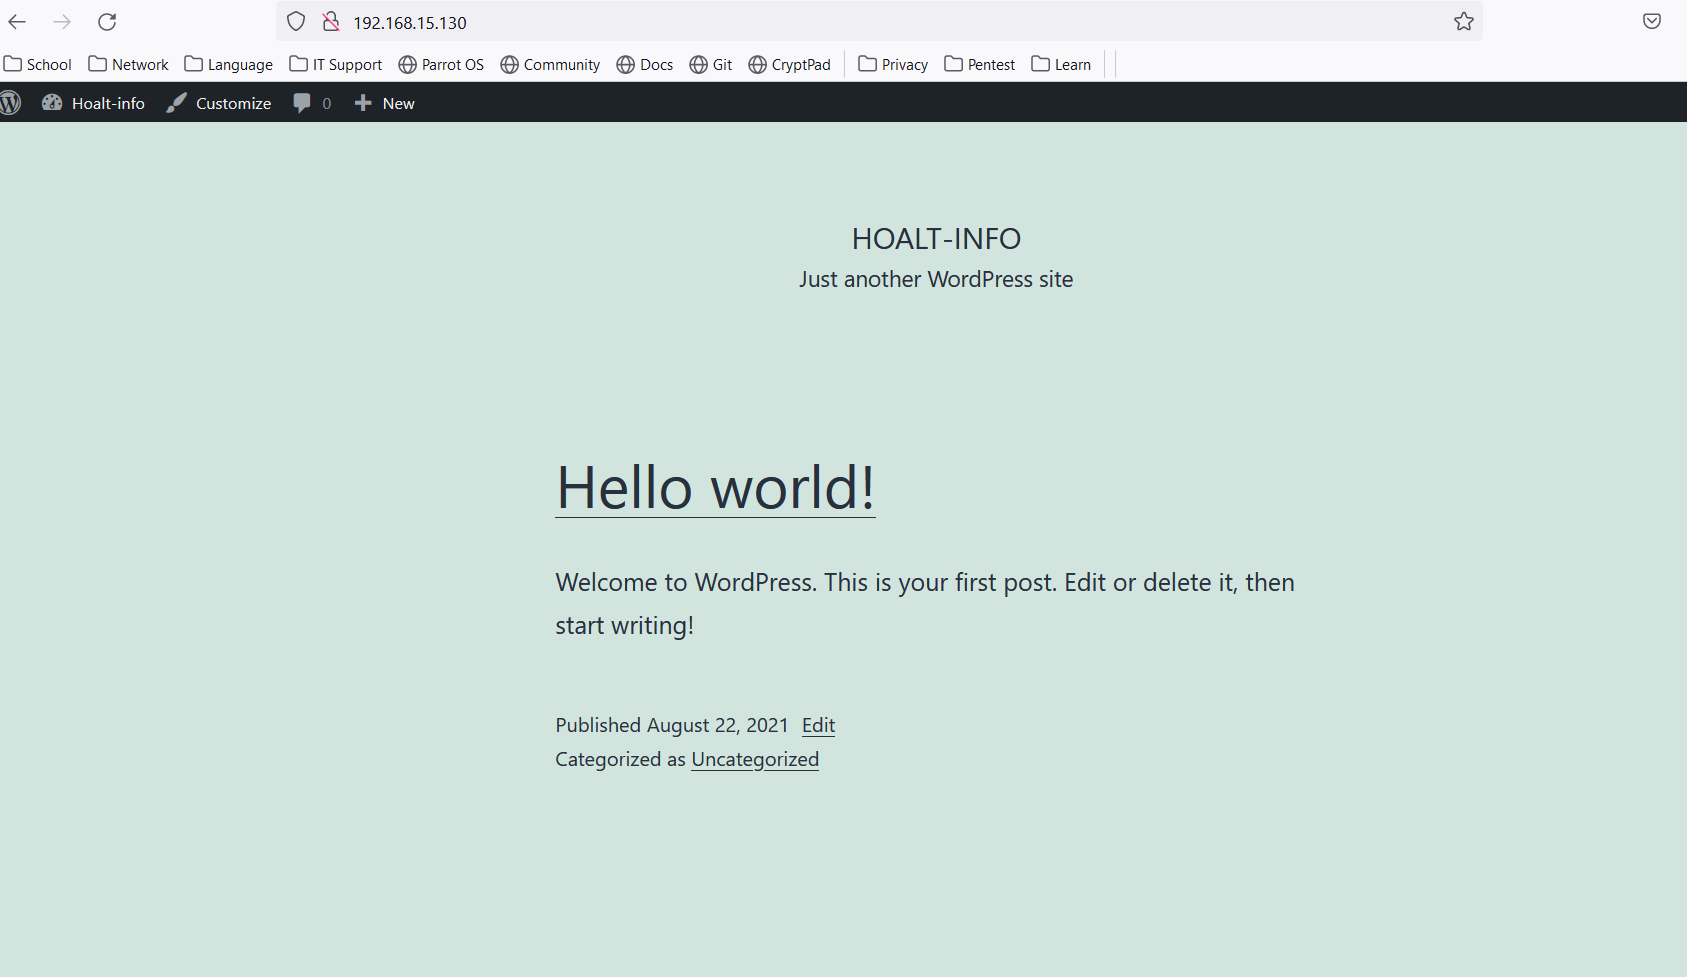 192.168.15.130
School Network Language IT Support Parrot OS Community Docs Git CryptPad Privacy Pentest Learn
Hoalt-info Customize 0 New
HOALT-INFO
Just another WordPress site
Hello world!
Welcome to WordPress. This is your first post. Edit or delete it, then
start writing!
Published August 22, 2021 Edit
Categorized as Uncategorized